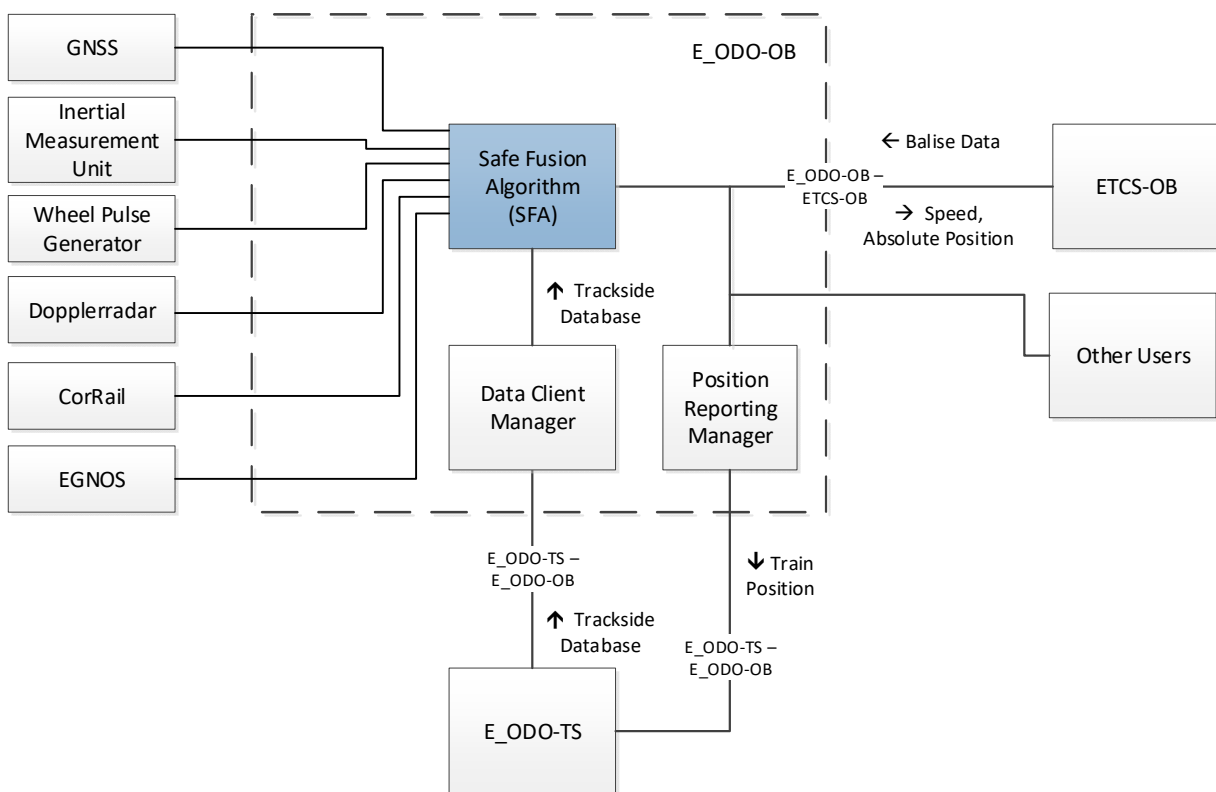 GNSS
Inertial
Measurement
Unit
Wheel Pulse
Generator
Dopplerradar
CorRail
EGNOS
E_ODO-OB
Safe Fusion
Algorithm
(SFA)
↑ Trackside
Database
Data Client
Manager
Position
Reporting
Manager
← Balise Data
E_ODO-OB –
ETCS-OB
→ Speed,
Absolute Position
ETCS-OB
Other Users
E_ODO-TS –
E_ODO-OB
↑ Trackside
Database
↓ Train
Position
E_ODO-TS –
E_ODO-OB
E_ODO-TS